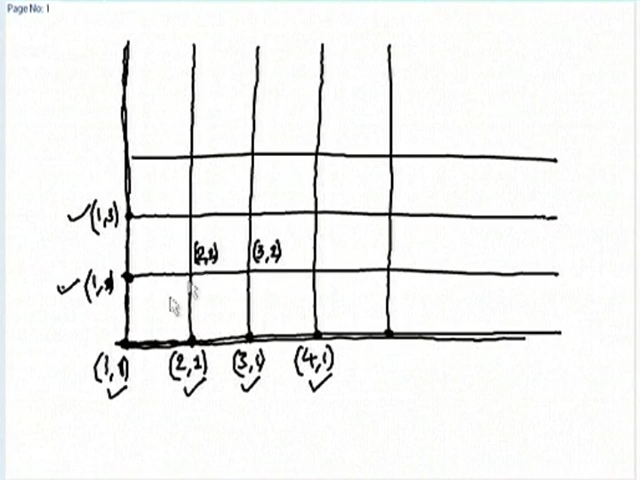 Page No: 1
(1,3)
(2,2) (3,2)
(1,2)
(1,1) (2,1) (3,1) (4,1)